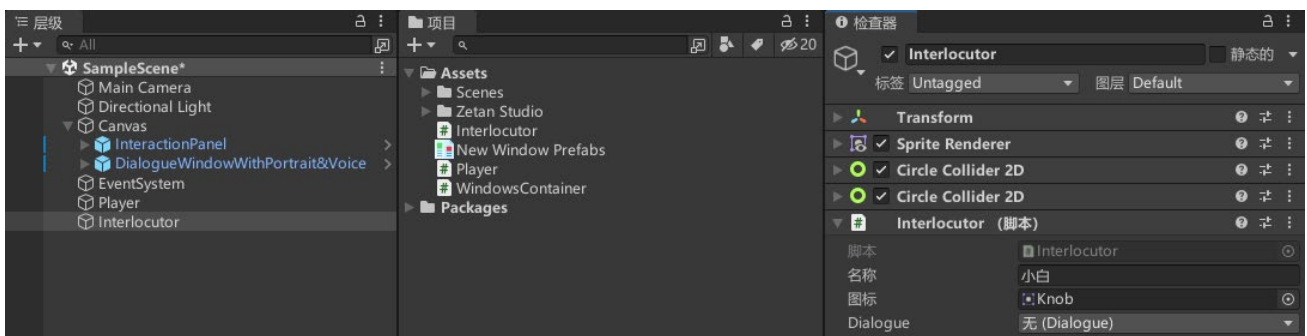 层级
All
SampleScene*
Main Camera
Directional Light
Canvas
InteractionPanel
DialogueWindowWithPortrait&Voice
EventSystem
Player
Interlocutor
项目
20
Assets
Scenes
Zetan Studio
Interlocutor
New Window Prefabs
Player
WindowsContainer
Packages
检查器
Interlocutor 静态的
标签 Untagged 图层 Default
Transform
Sprite Renderer
Circle Collider 2D
Circle Collider 2D
Interlocutor （脚本）
脚本 Interlocutor
名称 小白
图标 Knob
Dialogue 无 (Dialogue)